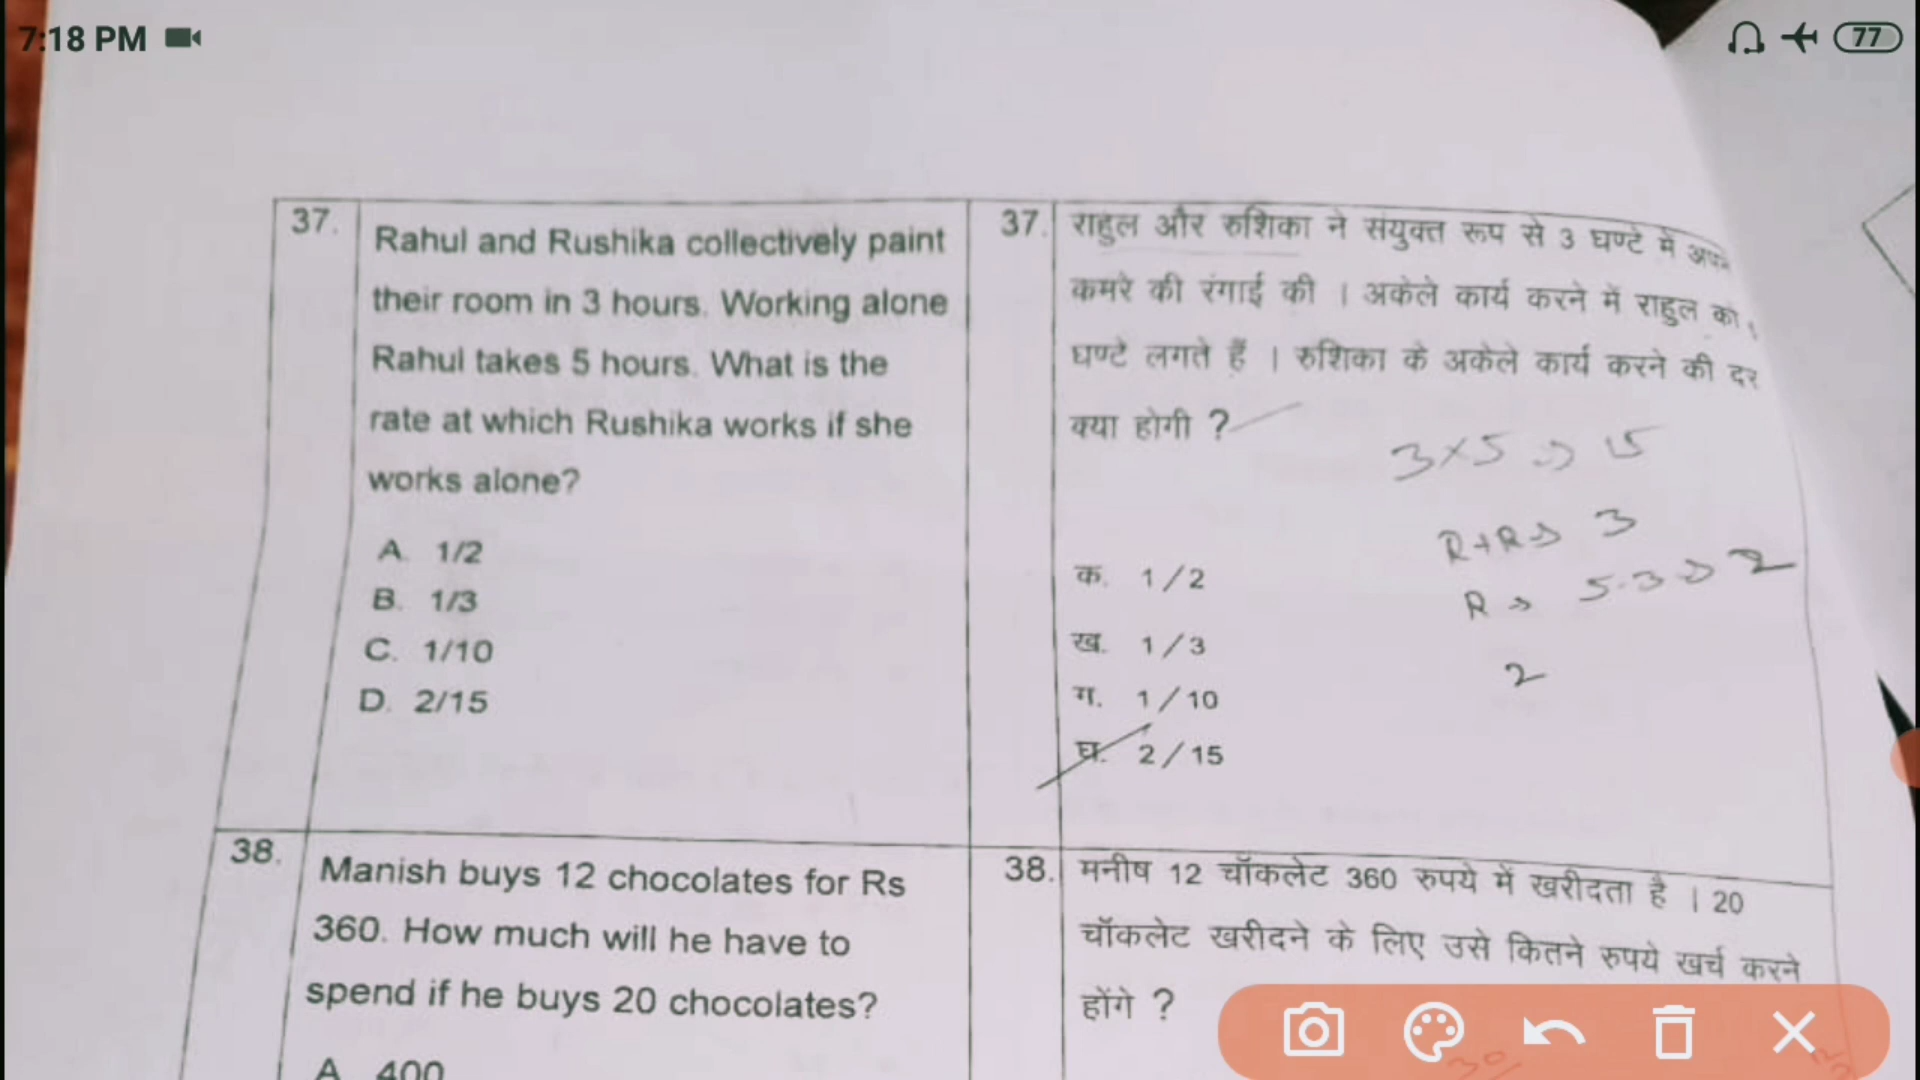 7:18 PM
77
37.
Rahul and Rushika collectively paint
their room in 3 hours. Working alone
Rahul takes 5 hours. What is the
rate at which Rushika works if she
works alone?
A. 1/2
B. 1/3
C. 1/10
D. 2/15
37.
राहुल और रुशिका ने संयुक्त रूप से 3 घण्टे में
कमरे की रंगाई की । अकेले कार्य करने में राहुल को
घण्टे लगते हैं । रुशिका के अकेले कार्य करने की दर
क्या होगी ?
क. 1/2
ख. 1/3
ग. 1/10
घ. 2/15
3×5 => 15
R+R=> 3
R => 5-3=> 2
2
38.
Manish buys 12 chocolates for Rs
360. How much will he have to
spend if he buys 20 chocolates?
A 400
38.
मनीष 12 चॉकलेट 360 रुपये में खरीदता है । 20
चॉकलेट खरीदने के लिए उसे कितने रुपये खर्च करने
होंगे ?